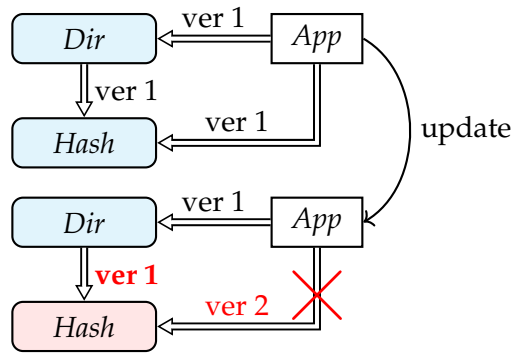 ver 1
Dir
App
ver 1
update
ver 1
Hash
ver 1
Dir
App
ver 1
ver 2
Hash